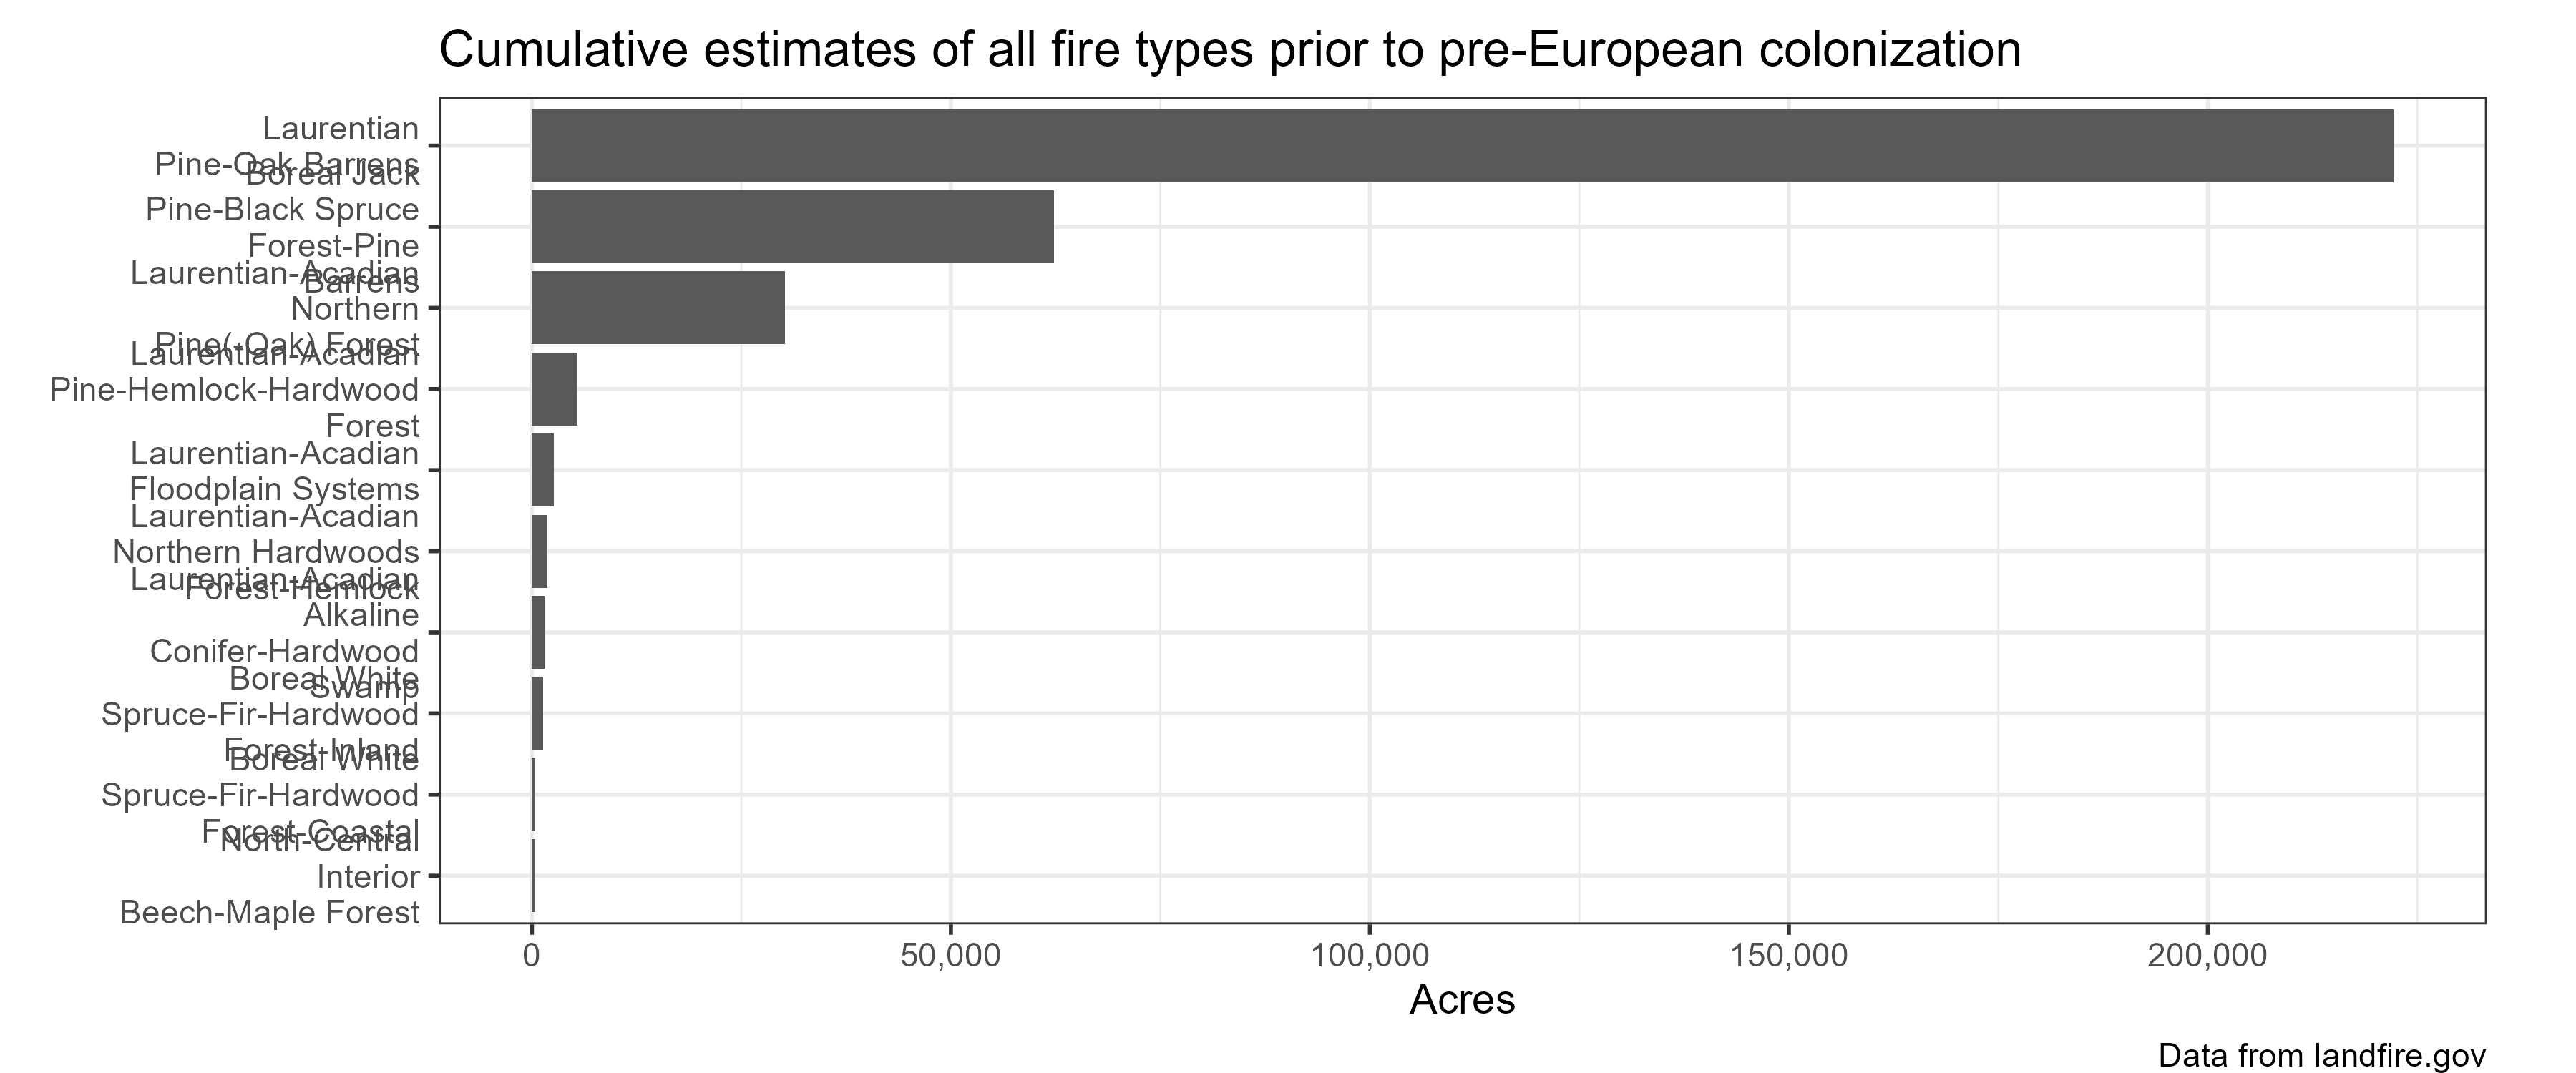 Cumulative estimates of all fire types prior to pre-European colonization
Laurentian
Pine-Oak Barrens
Boreal Jack
Pine-Black Spruce
Forest-Pine
Barrens
Laurentian-Acadian
Northern
Pine(-Oak) Forest
Laurentian-Acadian
Pine-Hemlock-Hardwood
Forest
Laurentian-Acadian
Floodplain Systems
Laurentian-Acadian
Northern Hardwoods
Forest-Hemlock
Laurentian-Acadian
Alkaline
Conifer-Hardwood
Swamp
Boreal White
Spruce-Fir-Hardwood
Forest-Inland
Boreal White
Spruce-Fir-Hardwood
Forest-Coastal
North-Central
Interior
Beech-Maple Forest
0
50,000
100,000
150,000
200,000
Acres
Data from landfire.gov